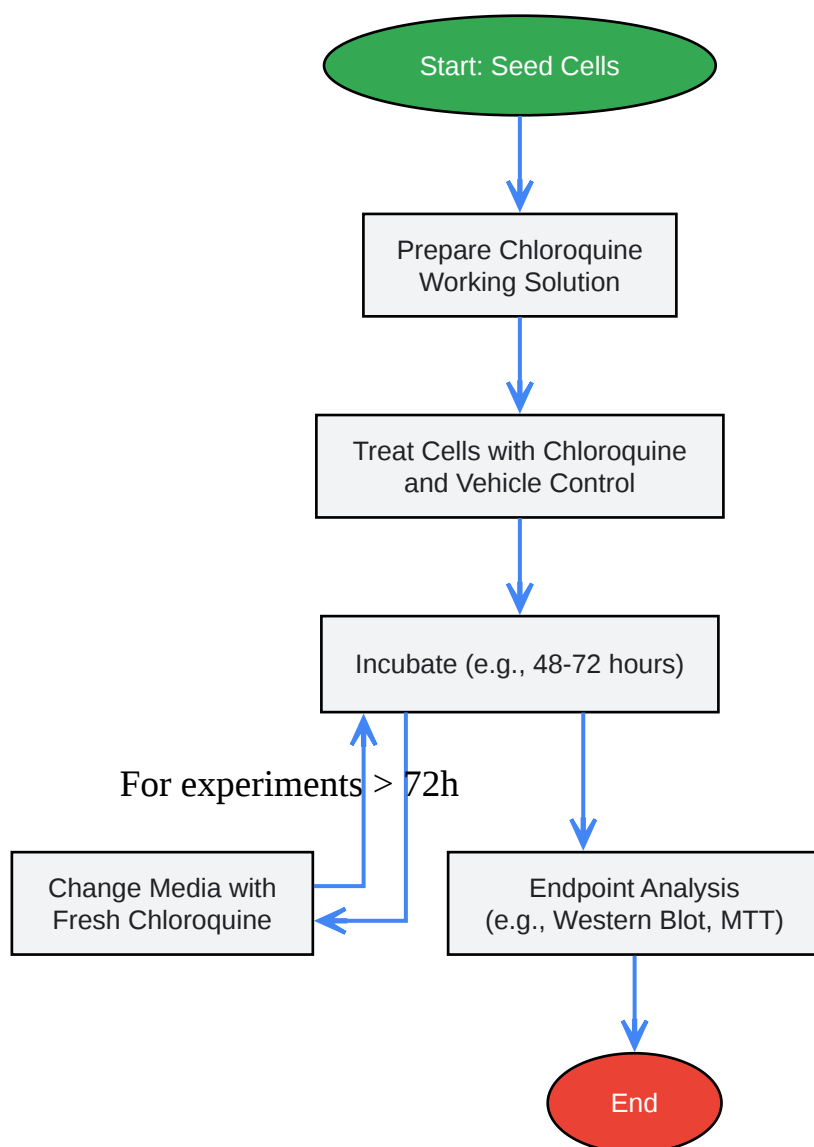 Start: Seed Cells
Prepare Chloroquine
Working Solution
Treat Cells with Chloroquine
and Vehicle Control
Incubate (e.g., 48-72 hours)
For experiments > 72h
Change Media with
Fresh Chloroquine
Endpoint Analysis
(e.g., Western Blot, MTT)
End